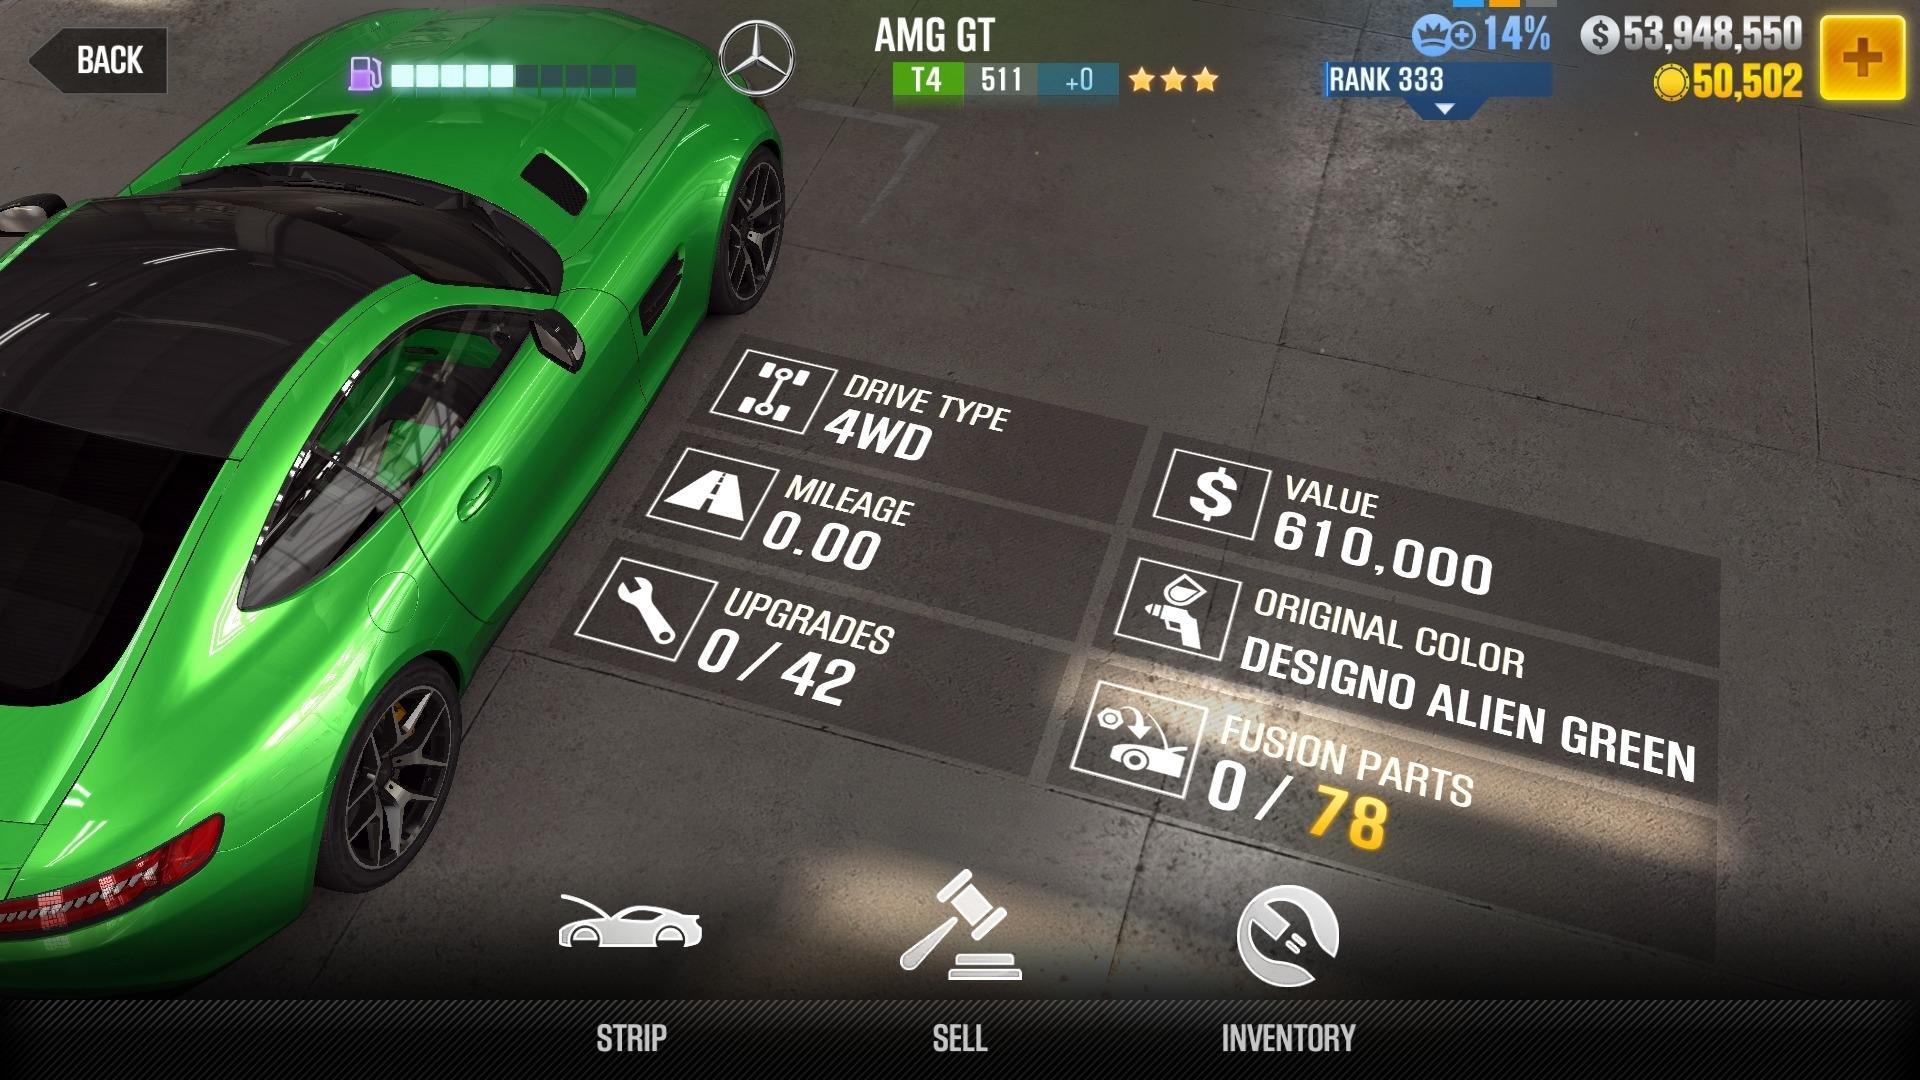 BACK
AMG GT
T4 511 +0
14%
RANK 333
53,948,550
50,502
DRIVE TYPE
4WD
MILEAGE
0.00
UPGRADES
0/42
VALUE
610,000
ORIGINAL COLOR
DESIGNO ALIEN GREEN
FUSION PARTS
0/78
STRIP
SELL
INVENTORY